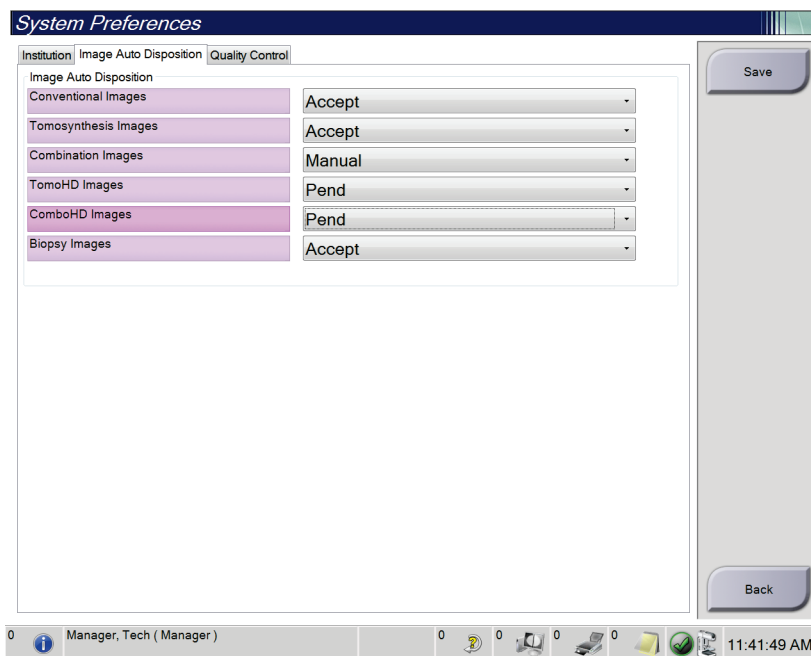 System Preferences
Institution Image Auto Disposition Quality Control
Image Auto Disposition
Conventional Images Accept
Tomosynthesis Images Accept
Combination Images Manual
TomoHD Images Pend
ComboHD Images Pend
Biopsy Images Accept
Save
Back
0 Manager, Tech ( Manager ) 0 0 0 0 11:41:49 AM